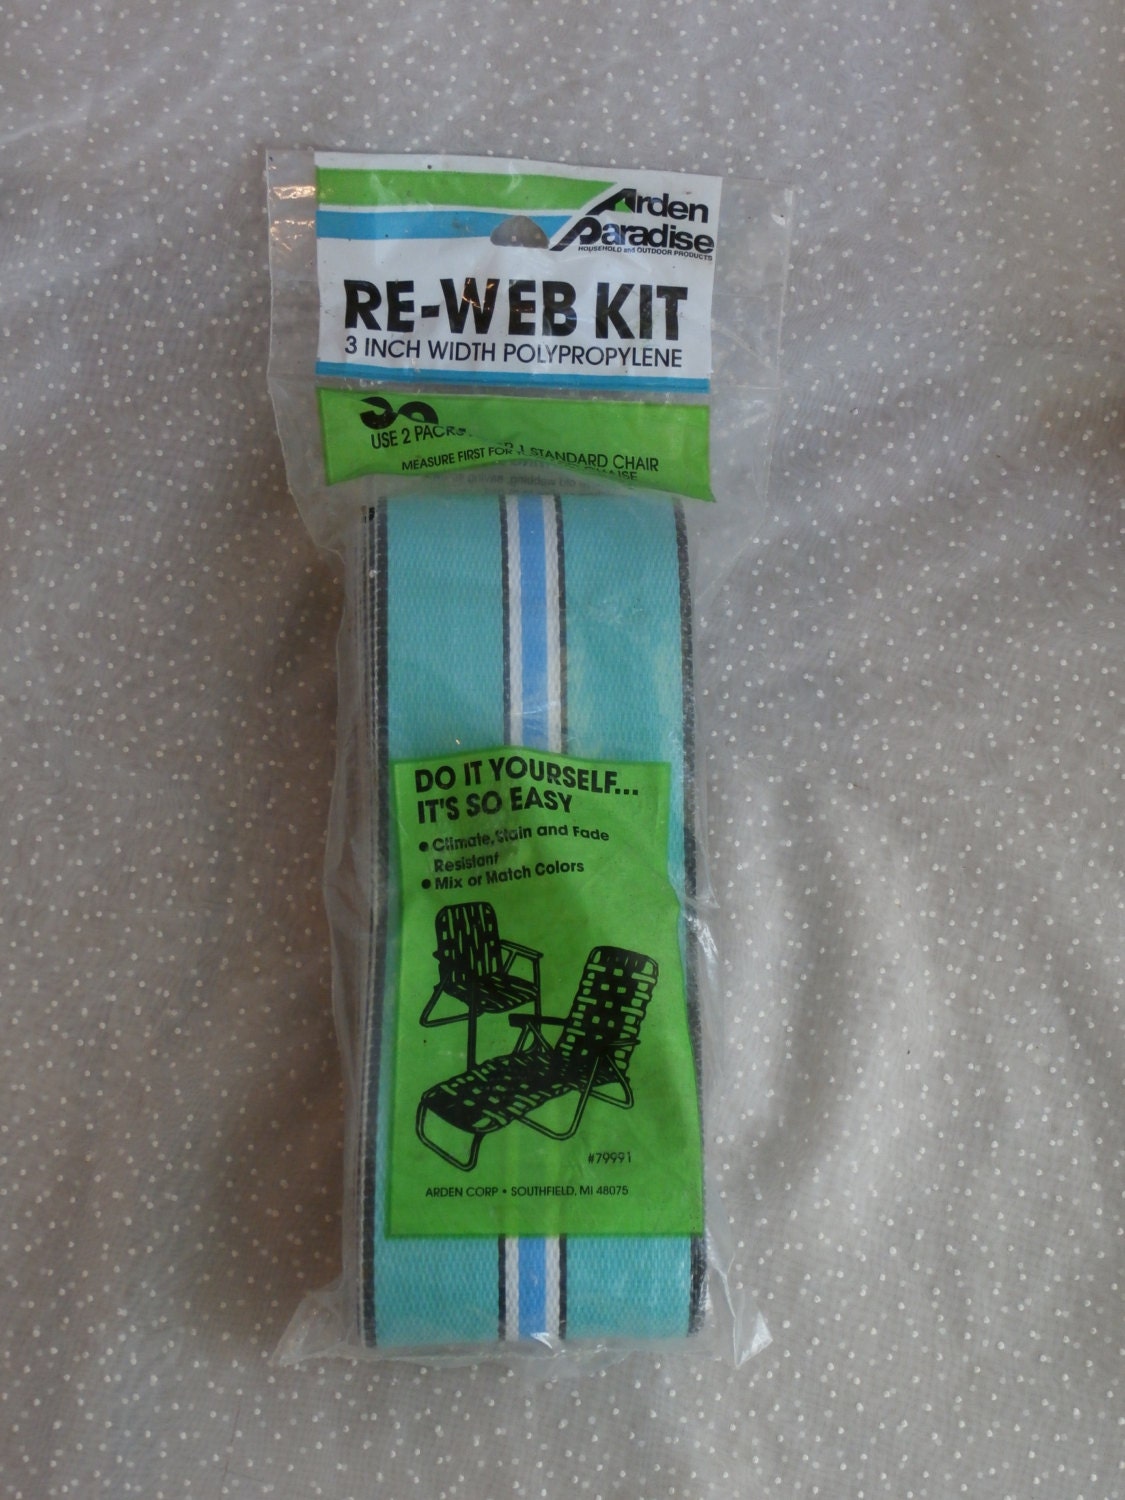 Arden
Paradise
HOUSEHOLD and OUTDOOR PRODUCTS
RE-WEB KIT
3 INCH WIDTH POLYPROPYLENE
USE 2 PACKS
MEASURE FIRST FOR 1 STANDARD CHAIR
DO IT YOURSELF...
IT'S SO EASY
• Climate, Stain and Fade
Resistant
• Mix or Match Colors
#79991
ARDEN CORP • SOUTHFIELD, MI 48075